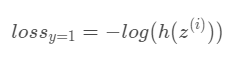 loss_{y=1} = -log(h(z^{(i)}))